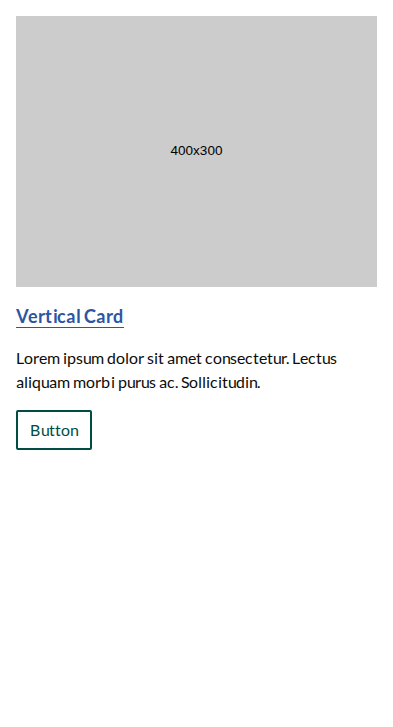 400x300
Vertical Card
Lorem ipsum dolor sit amet consectetur. Lectus
aliquam morbi purus ac. Sollicitudin.
Button